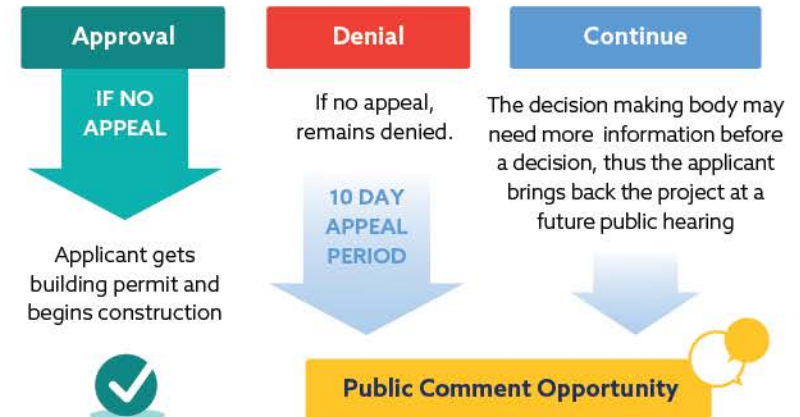 Approval
IF NO
APPEAL
Applicant gets
building permit and
begins construction
Denial
If no appeal,
remains denied.
10 DAY
APPEAL
PERIOD
Continue
The decision making body may
need more information before
a decision, thus the applicant
brings back the project at a
future public hearing
Public Comment Opportunity